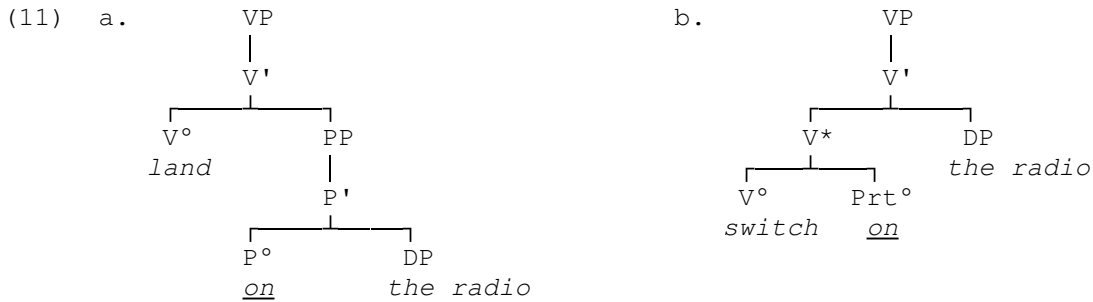 (11) a. VP b. VP
V' V'
V° PP V* DP
land the radio
P' V° Prt°
switch on
P° DP
on the radio